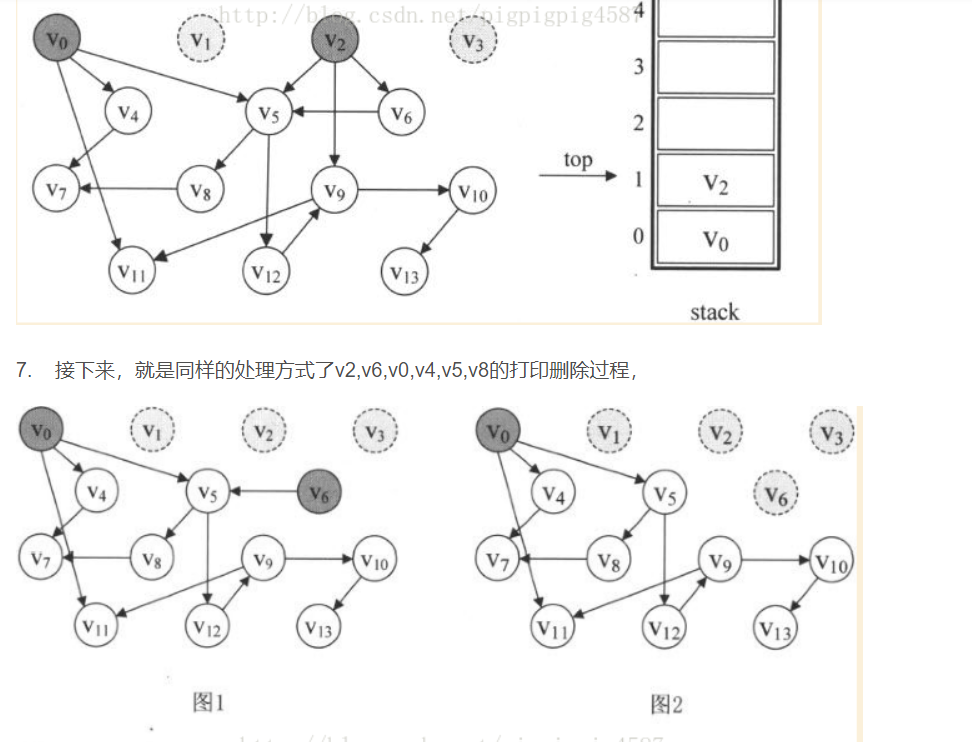 http://blog.csdn.net/pigpigpig4587
4
V0 V1 V2 V3
3
V4 V5 V6
2
top
V7 V8 V9 V10
1 V2
0 V0
V11 V12 V13
stack
7. 接下来，就是同样的处理方式了v2,v6,v0,v4,v5,v8的打印删除过程，
V0 V1 V2 V3
V4 V5 V6
V7 V8 V9 V10
V11 V12 V13
图1
V0 V1 V2 V3
V4 V5 V6
V7 V8 V9 V10
V11 V12 V13
图2